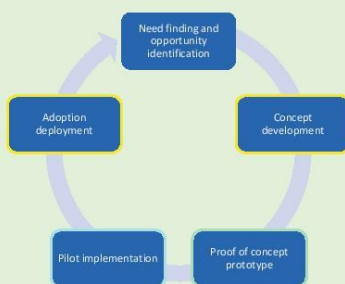 Need finding and
opportunity
identification
Concept
development
Proof of concept
prototype
Pilot implementation
Adoption
deployment